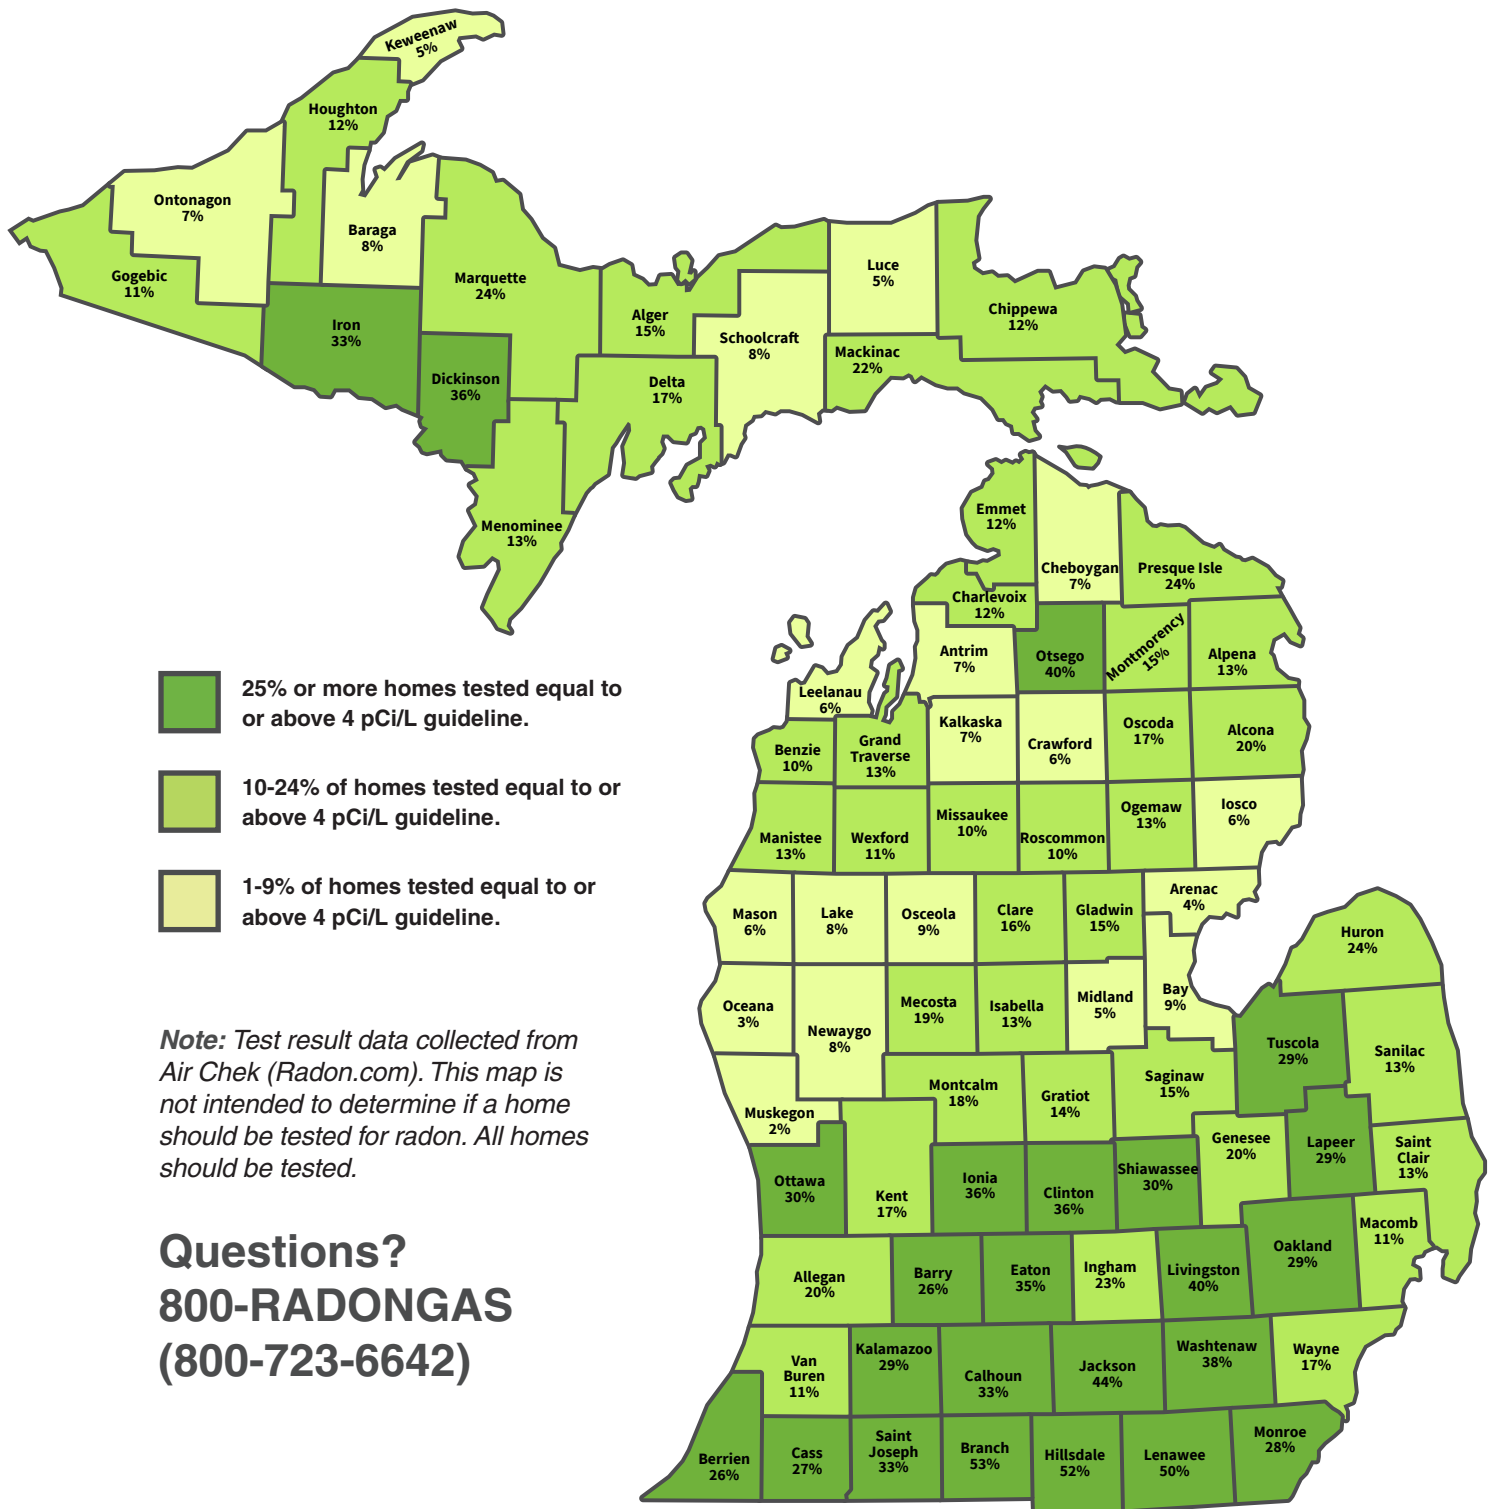 Keweenaw
5%
Houghton
12%
Ontonagon
7%
Baraga
8%
Gogebic
11%
Marquette
24%
Iron
33%
Dickinson
36%
Alger
15%
Luce
5%
Schoolcraft
8%
Chippewa
12%
Mackinac
22%
Delta
17%
Menominee
13%
Emmet
12%
Cheboygan
7%
Presque Isle
24%
Charlevoix
12%
Antrim
7%
Otsego
40%
Montmorency
15%
Alpena
13%
25% or more homes tested equal to
or above 4 pCi/L guideline.
Leelanau
6%
Benzie
10%
Grand
Traverse
13%
Kalkaska
7%
Crawford
6%
Oscoda
17%
Alcona
20%
10-24% of homes tested equal to or
above 4 pCi/L guideline.
Manistee
13%
Wexford
11%
Missaukee
10%
Roscommon
10%
Ogemaw
13%
Iosco
6%
1-9% of homes tested equal to or
above 4 pCi/L guideline.
Mason
6%
Lake
8%
Osceola
9%
Clare
16%
Gladwin
15%
Arenac
4%
Huron
24%
Oceana
3%
Newaygo
8%
Mecosta
19%
Isabella
13%
Midland
5%
Bay
9%
Tuscola
29%
Sanilac
13%
Note: Test result data collected from
Air Chek (Radon.com). This map is
not intended to determine if a home
should be tested for radon. All homes
should be tested.
Muskegon
2%
Montcalm
18%
Gratiot
14%
Saginaw
15%
Genesee
20%
Lapeer
29%
Saint
Clair
13%
Ottawa
30%
Kent
17%
Ionia
36%
Clinton
36%
Shiawassee
30%
Oakland
29%
Macomb
11%
Questions?
800-RADONGAS
(800-723-6642)
Allegan
20%
Barry
26%
Eaton
35%
Ingham
23%
Livingston
40%
Van
Buren
11%
Kalamazoo
29%
Calhoun
33%
Jackson
44%
Washtenaw
38%
Wayne
17%
Berrien
26%
Cass
27%
Saint
Joseph
33%
Branch
53%
Hillsdale
52%
Lenawee
50%
Monroe
28%